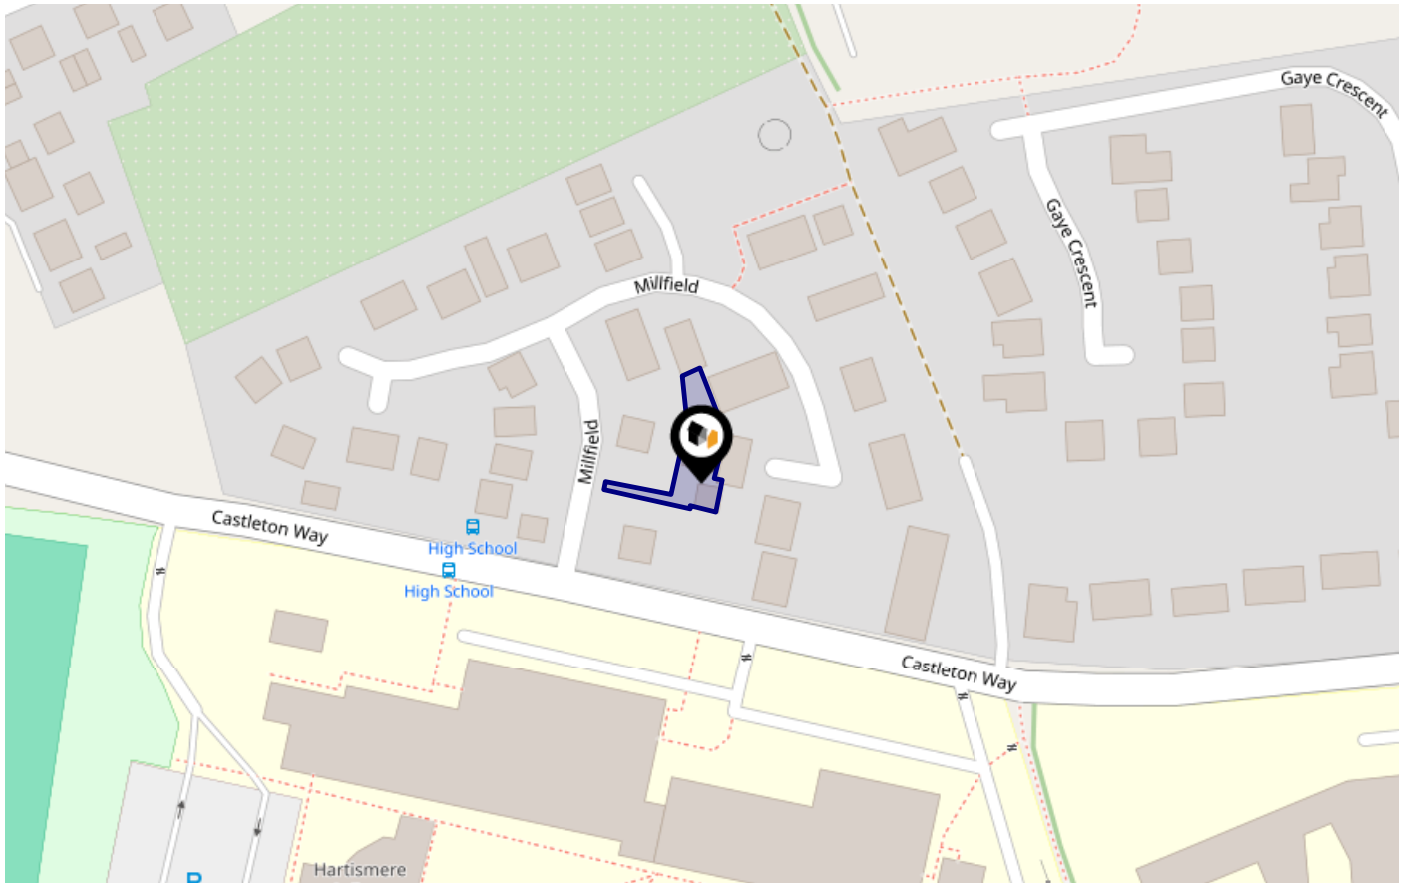 Gaye Crescent
Gaye Crescent
Millfield
Millfield
Castleton Way
High School
High School
Castleton Way
Hartismere